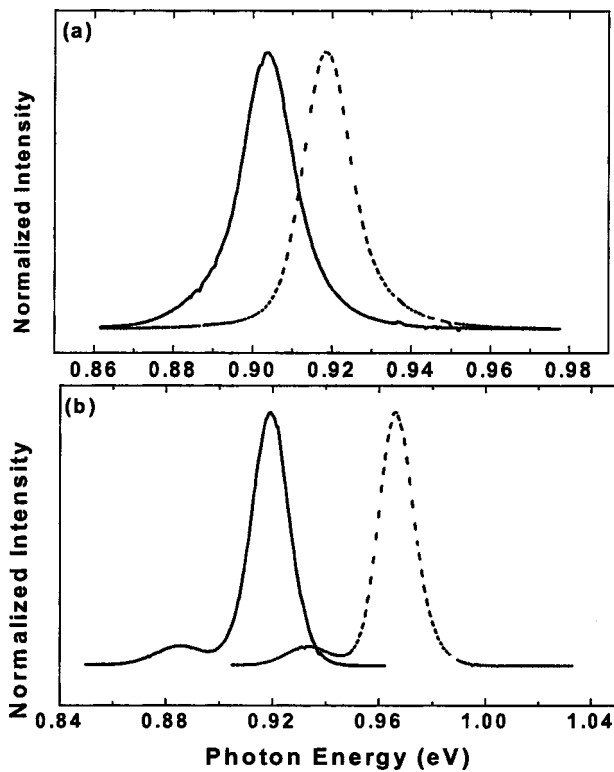 (a)
Normalized Intensity
0.86 0.88 0.90 0.92 0.94 0.96 0.98
(b)
Normalized Intensity
0.84 0.88 0.92 0.96 1.00 1.04
Photon Energy (eV)